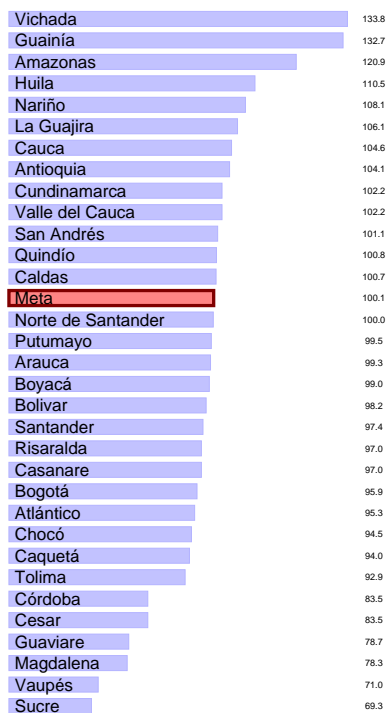 Vichada 133.8
Guainía 132.7
Amazonas 120.9
Huila 110.5
Nariño 108.1
La Guajira 106.1
Cauca 104.6
Antioquia 104.1
Cundinamarca 102.2
Valle del Cauca 102.2
San Andrés 101.1
Quindío 100.8
Caldas 100.7
Meta 100.1
Norte de Santander 100.0
Putumayo 99.5
Arauca 99.3
Boyacá 99.0
Bolivar 98.2
Santander 97.4
Risaralda 97.0
Casanare 97.0
Bogotá 95.9
Atlántico 95.3
Chocó 94.5
Caquetá 94.0
Tolima 92.9
Córdoba 83.5
Cesar 83.5
Guaviare 78.7
Magdalena 78.3
Vaupés 71.0
Sucre 69.3